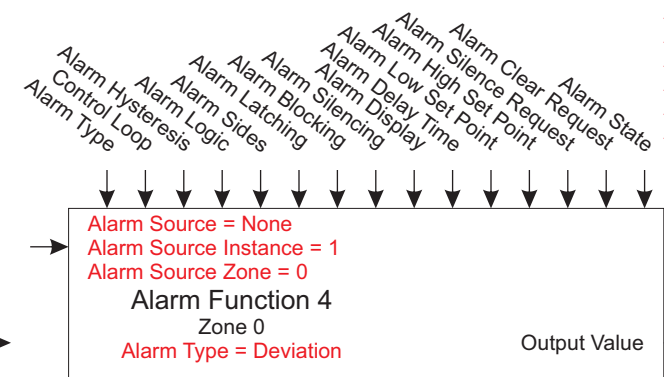 Alarm Type
Control Loop
Alarm Hysteresis
Alarm Logic
Alarm Sides
Alarm Latching
Alarm Blocking
Alarm Silencing
Alarm Display
Alarm Delay Time
Alarm Low Set Point
Alarm High Set Point
Alarm Silence Request
Alarm Clear Request
Alarm State
Alarm Source = None
Alarm Source Instance = 1
Alarm Source Zone = 0
Alarm Function 4
Zone 0
Alarm Type = Deviation
Output Value